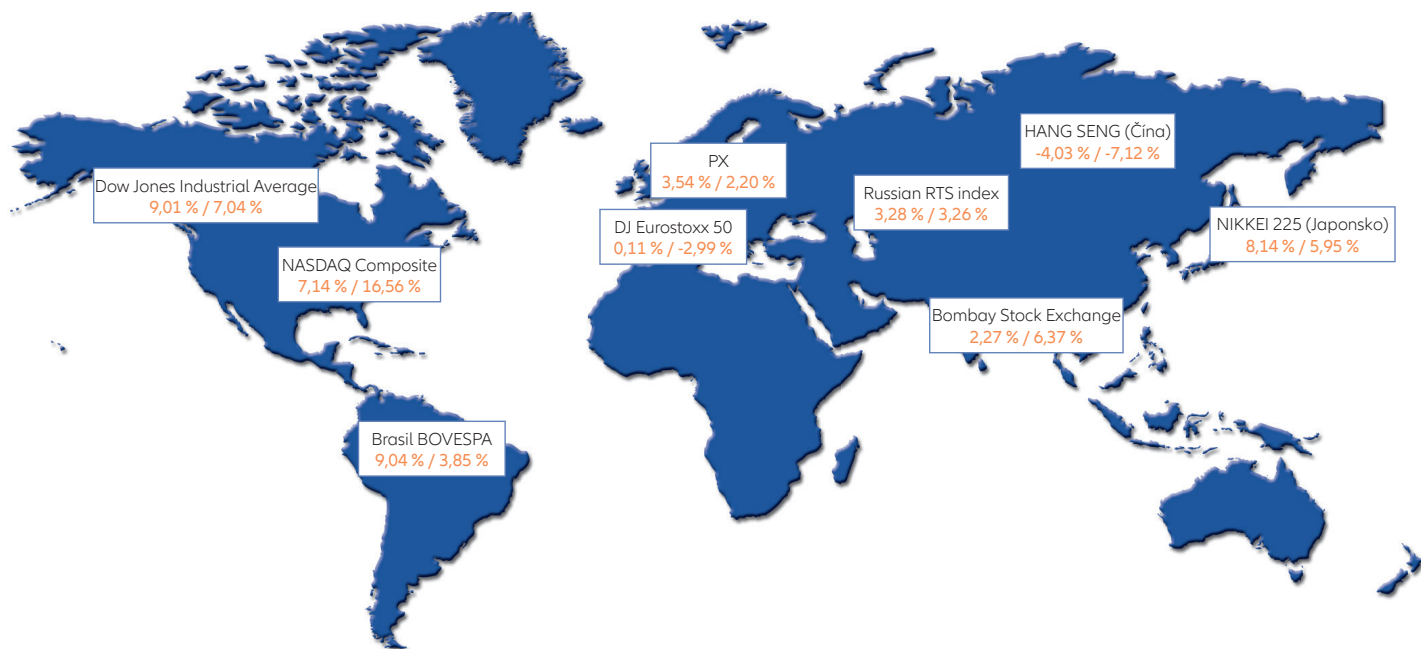 HANG SENG (Čína)
-4,03 % / -7,12 %
PX
3,54 % / 2,20 %
Dow Jones Industrial Average
9,01 % / 7,04 %
Russian RTS index
3,28 % / 3,26 %
DJ Eurostoxx 50
0,11 % / -2,99 %
NIKKEI 225 (Japonsko)
8,14 % / 5,95 %
NASDAQ Composite
7,14 % / 16,56 %
Bombay Stock Exchange
2,27 % / 6,37 %
Brasil BOVESPA
9,04 % / 3,85 %